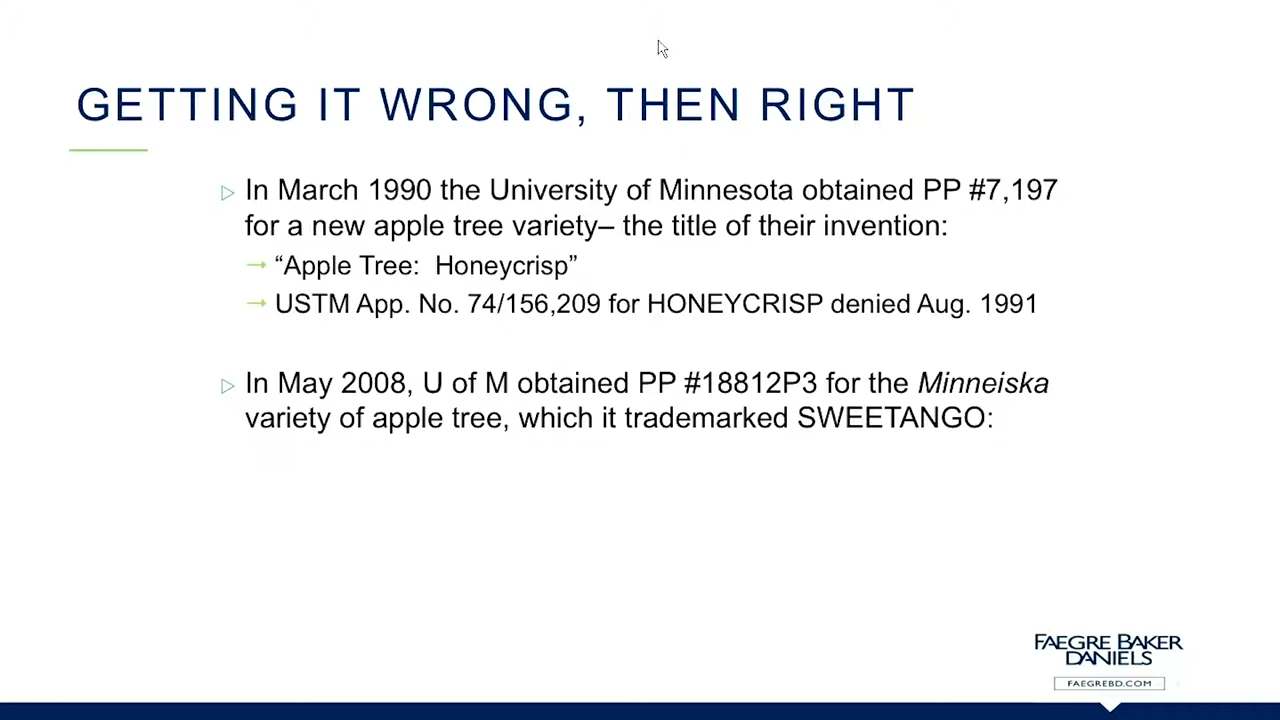 GETTING IT WRONG, THEN RIGHT
In March 1990 the University of Minnesota obtained PP #7,197
for a new apple tree variety– the title of their invention:
“Apple Tree:  Honeycrisp”
USTM App. No. 74/156,209 for HONEYCRISP denied Aug. 1991
In May 2008, U of M obtained PP #18812P3 for the Minneiska
variety of apple tree, which it trademarked SWEETANGO:
FAEGRE BAKER
DANIELS
FAEGREBD.COM